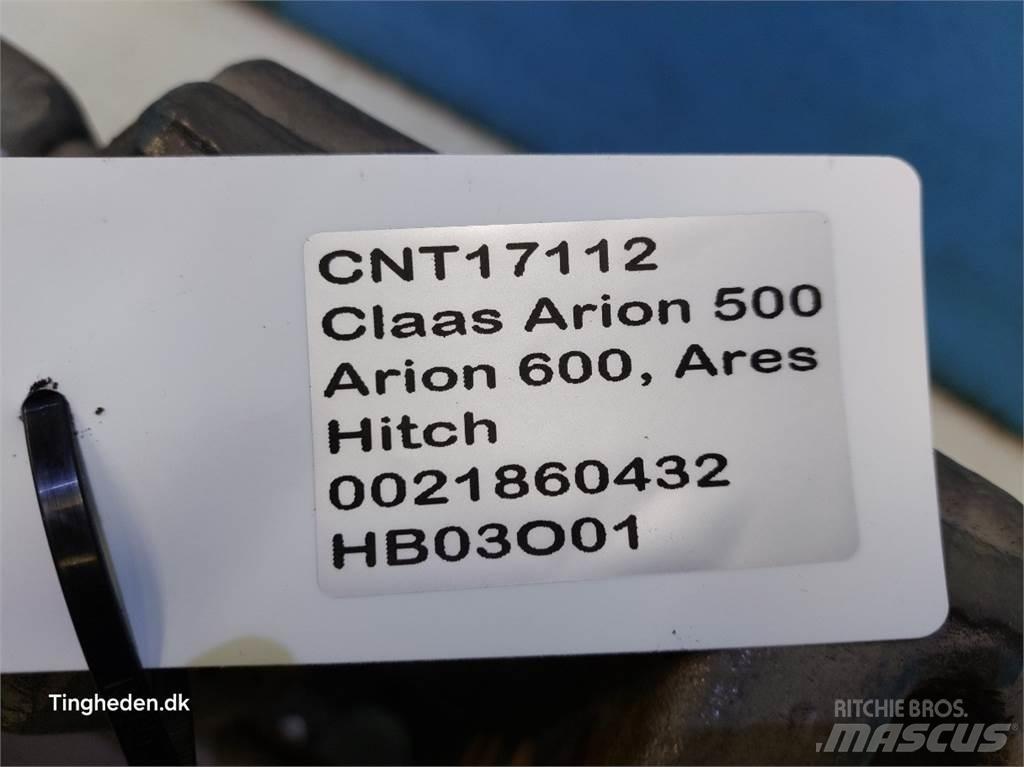 CNT17112
Claas Arion 500
Arion 600, Ares
Hitch
0021860432
HB03O01
Tingheden.dk
RITCHIE BROS.
MASCUS